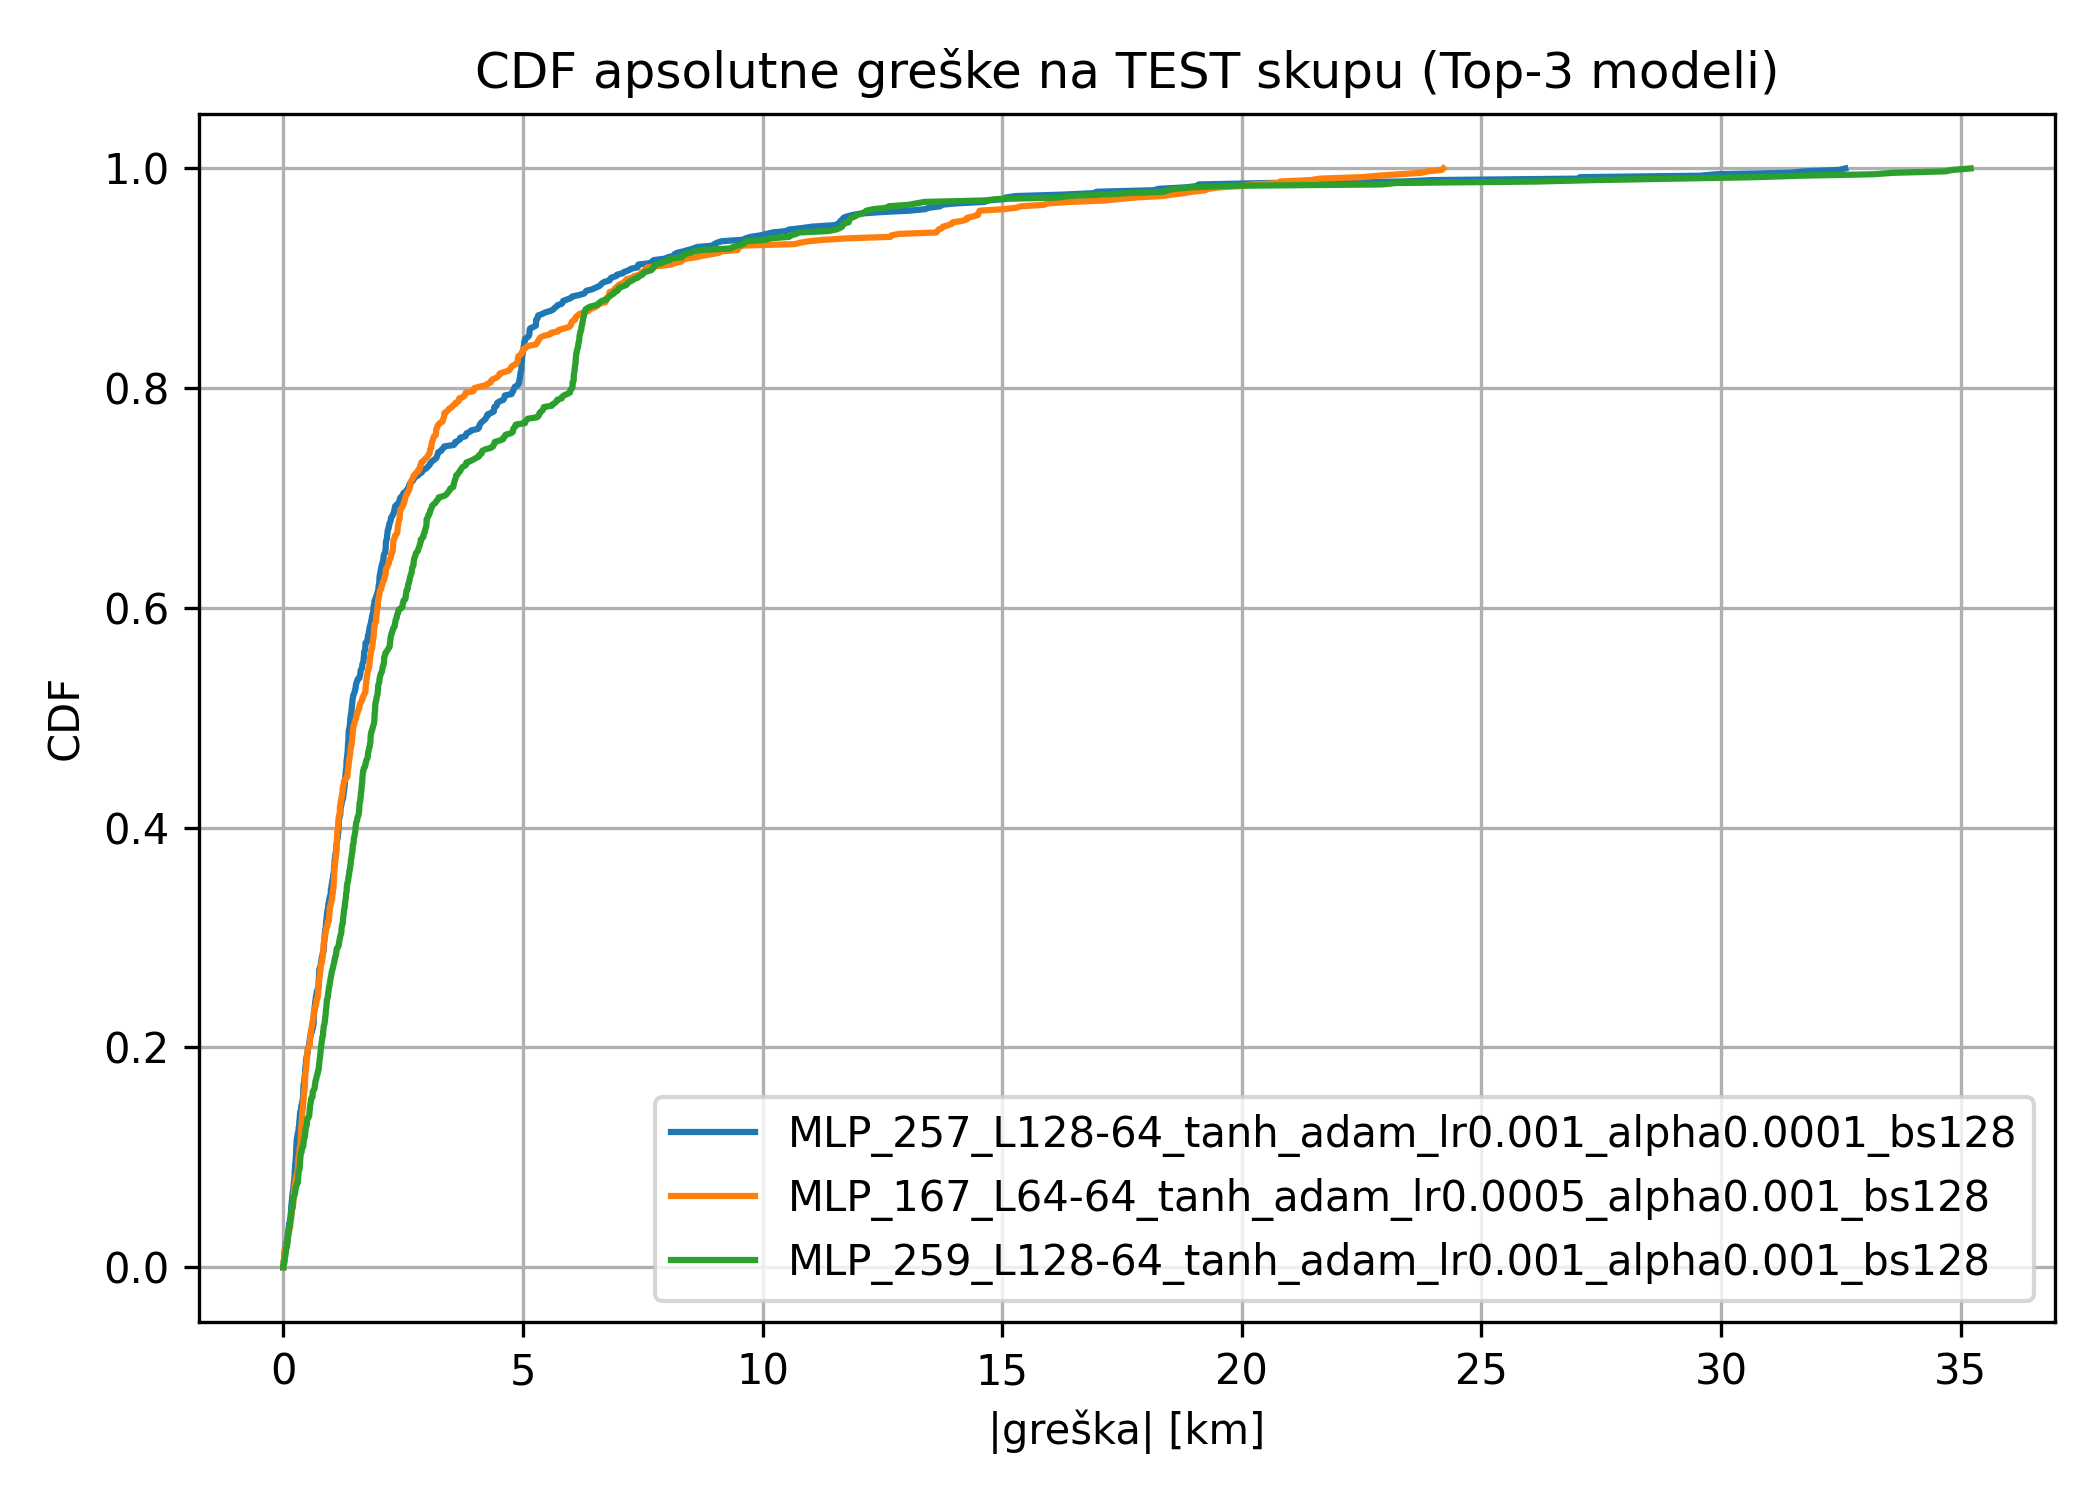 CDF apsolutne greške na TEST skupu (Top-3 modeli)
1.0
0.8
0.6
0.4
0.2
0.0
CDF
MLP_257_L128-64_tanh_adam_lr0.001_alpha0.0001_bs128
MLP_167_L64-64_tanh_adam_lr0.0005_alpha0.001_bs128
MLP_259_L128-64_tanh_adam_lr0.001_alpha0.001_bs128
0 5 10 15 20 25 30 35
|greška| [km]